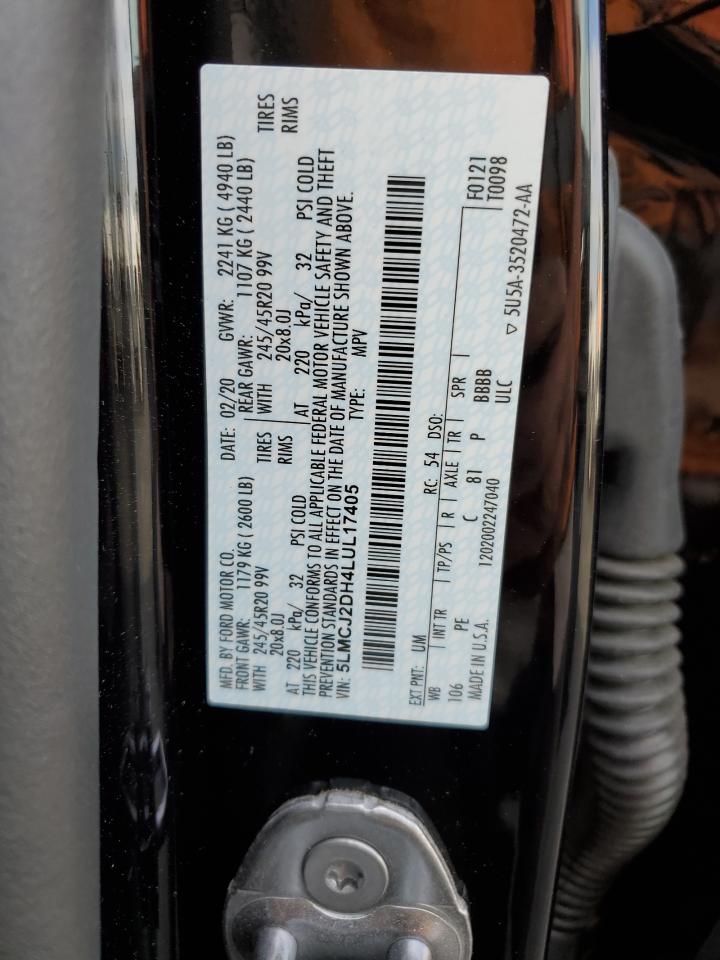 MFD. BY FORD MOTOR CO.
DATE: 02/20 GVWR: 2241 KG ( 4940 LB)
FRONT GAWR: 1179 KG ( 2600 LB)
REAR GAWR: 1107 KG ( 2440 LB)
WITH 245/45R20 99V TIRES
WITH 245/45R20 99V TIRES
20x8.0J RIMS
20x8.0J RIMS
AT 220 kPa/ 32 PSI COLD
AT 220 kPa/ 32 PSI COLD
THIS VEHICLE CONFORMS TO ALL APPLICABLE FEDERAL MOTOR VEHICLE SAFETY AND THEFT
PREVENTION STANDARDS IN EFFECT ON THE DATE OF MANUFACTURE SHOWN ABOVE.
VIN: 5LMCJ2DH4LUL17405 TYPE: MPV
EXT PNT: UM RC: 54 DSO: F0121
T0098
WB INT TR TP/PS R AXLE TR SPR
106 PE C 81 P BBBB
MADE IN U.S.A. 1202002247040 ULC ▽ 5U5A-3520472-AA